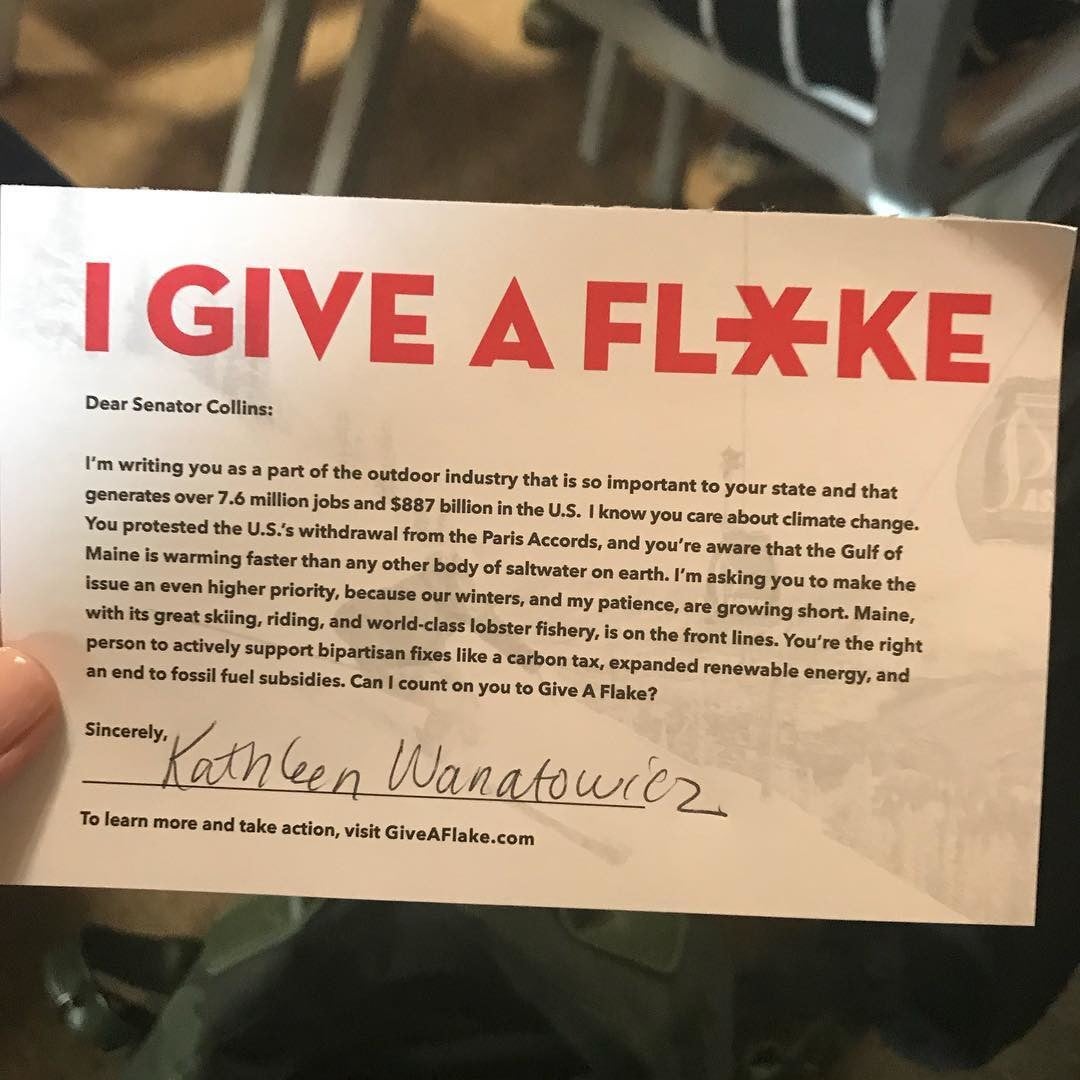 I GIVE A FL*KE
Dear Senator Collins:
I'm writing you as a part of the outdoor industry that is so important to your state and that
generates over 7.6 million jobs and $887 billion in the U.S. I know you care about climate change.
You protested the U.S.'s withdrawal from the Paris Accords, and you're aware that the Gulf of
Maine is warming faster than any other body of saltwater on earth. I'm asking you to make the
issue an even higher priority, because our winters, and my patience, are growing short. Maine,
with its great skiing, riding, and world-class lobster fishery, is on the front lines. You're the right
person to actively support bipartisan fixes like a carbon tax, expanded renewable energy, and
an end to fossil fuel subsidies. Can I count on you to Give A Flake?
Sincerely,
Kathleen Wanatowicz
To learn more and take action, visit GiveAFlake.com